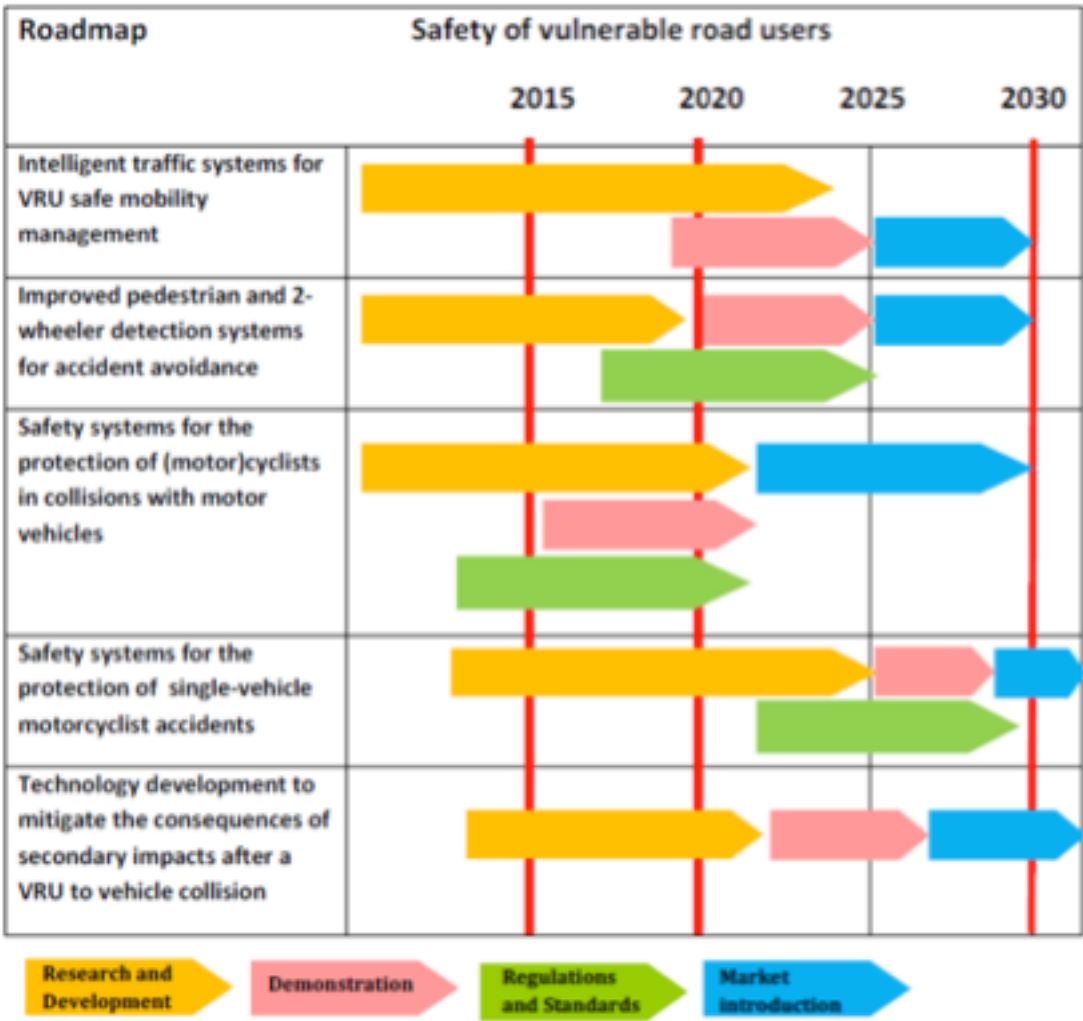 Roadmap
Safety of vulnerable road users
2015 2020 2025 2030
Intelligent traffic systems for
VRU safe mobility
management
Improved pedestrian and 2-
wheeler detection systems
for accident avoidance
Safety systems for the
protection of (motor)cyclists
in collisions with motor
vehicles
Safety systems for the
protection of single-vehicle
motorcyclist accidents
Technology development to
mitigate the consequences of
secondary impacts after a
VRU to vehicle collision
Research and
Development
Demonstration
Regulations
and Standards
Market
introduction